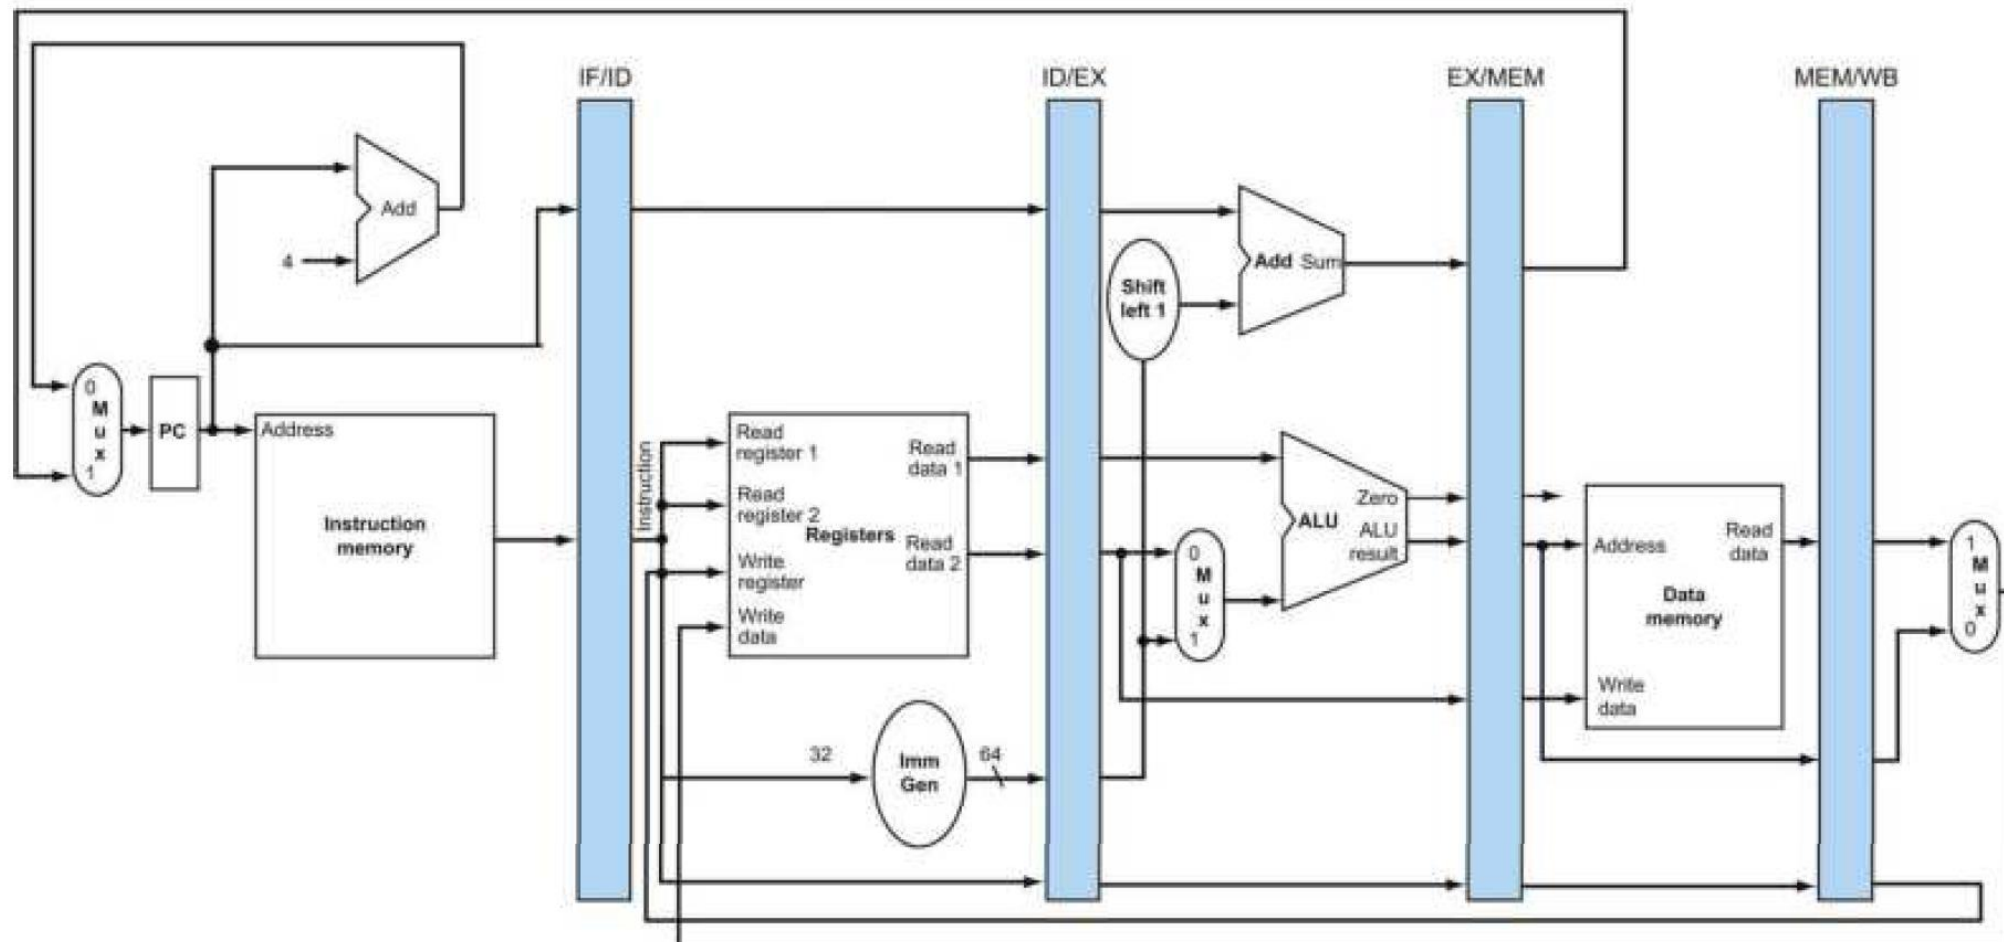 IF/ID
ID/EX
EX/MEM
MEM/WB
Add
4
Add Sum
Shift
left 1
0
M
u
x
1
PC
Address
Instruction
memory
Instruction
Read
register 1
Read
register 2
Write
register
Write
data
Registers
Read
data 1
Read
data 2
0
M
u
x
1
Zero
ALU
ALU
result
Address
Read
data
Data
memory
Write
data
1
M
u
x
0
32
Imm
Gen
64